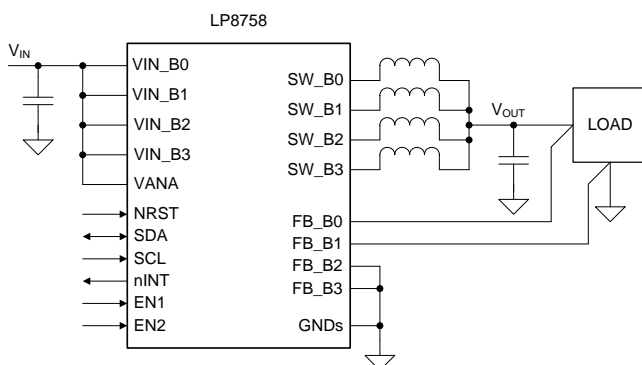 LP8758
VIN
VIN_B0
VIN_B1
VIN_B2
VIN_B3
VANA
NRST
SDA
SCL
nINT
EN1
EN2
SW_B0
SW_B1
SW_B2
SW_B3
FB_B0
FB_B1
FB_B2
FB_B3
GNDs
VOUT
LOAD